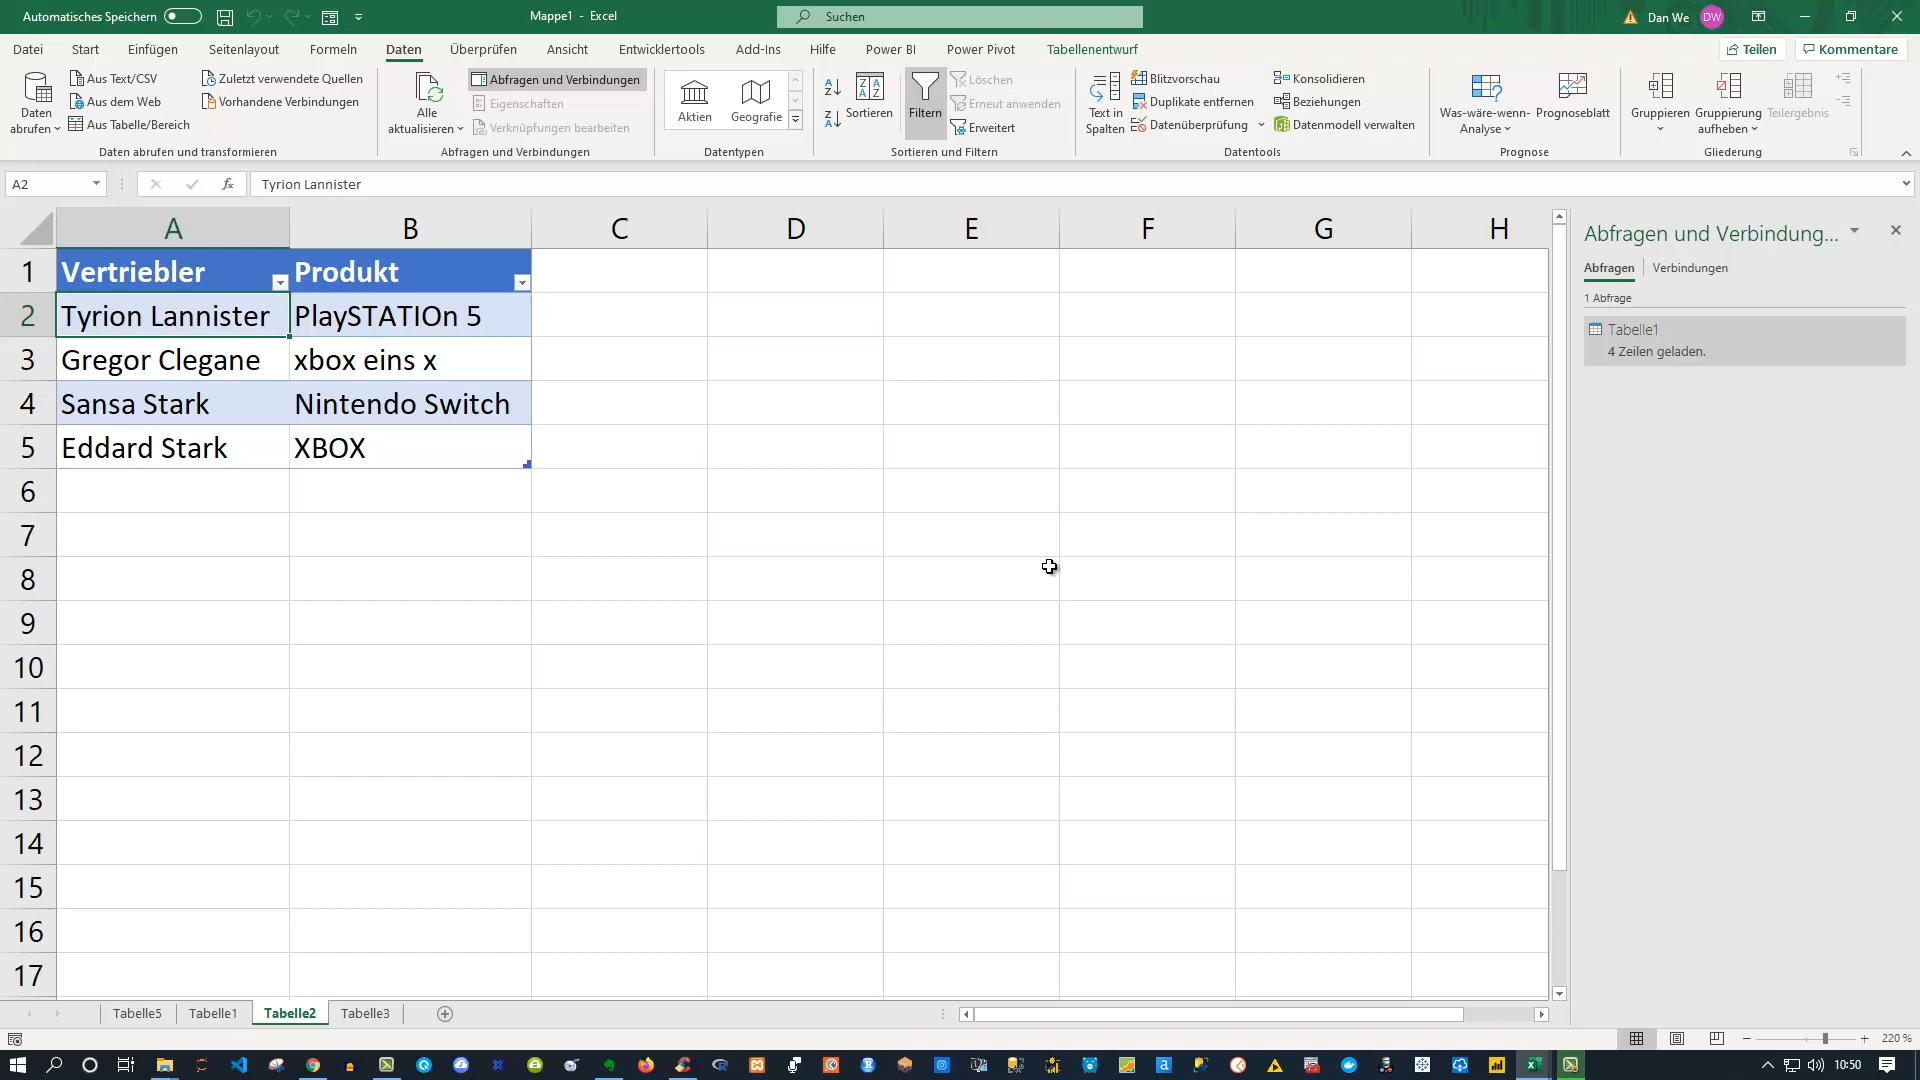 Automatisches Speichern
Mappe1 - Excel
Suchen
Dan We
DW
Datei Start Einfügen Seitenlayout Formeln Daten Überprüfen Ansicht Entwicklertools Add-Ins Hilfe Power BI Power Pivot Tabellenentwurf
Teilen
Kommentare
Daten abrufen
Aus Text/CSV
Aus dem Web
Aus Tabelle/Bereich
Zuletzt verwendete Quellen
Vorhandene Verbindungen
Daten abrufen und transformieren
Alle aktualisieren
Abfragen und Verbindungen
Eigenschaften
Verknüpfungen bearbeiten
Abfragen und Verbindungen
Aktien
Geografie
Datentypen
Sortieren
Filtern
Löschen
Erneut anwenden
Erweitert
Sortieren und Filtern
Text in Spalten
Blitzvorschau
Duplikate entfernen
Datenüberprüfung
Konsolidieren
Beziehungen
Datenmodell verwalten
Datentools
Was-wäre-wenn-Analyse
Prognoseblatt
Prognose
Gruppieren
Gruppierung aufheben
Teilergebnis
Gliederung
A2
fx
Tyrion Lannister
A B C D E F G H
1 Vertriebler Produkt
2 Tyrion Lannister PlaySTATIOn 5
3 Gregor Clegane xbox eins x
4 Sansa Stark Nintendo Switch
5 Eddard Stark XBOX
6
7
8
9
10
11
12
13
14
15
16
17
Abfragen und Verbindung...
Abfragen Verbindungen
1 Abfrage
Tabelle1
4 Zeilen geladen.
Tabelle5 Tabelle1 Tabelle2 Tabelle3
220 %
10:50